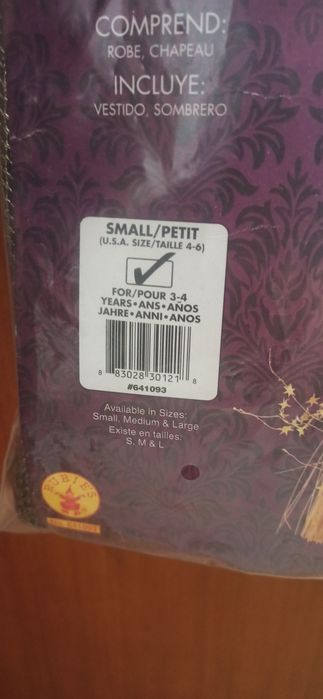 COMPREND:
ROBE, CHAPEAU
INCLUYE:
VESTIDO, SOMBRERO
SMALL/PETIT
(U.S.A. SIZE/TAILLE 4-6)
FOR/POUR 3-4
YEARS•ANS•AÑOS
JAHRE•ANNI•ANOS
8 83028 30121 8
#641093
Available in Sizes:
Small, Medium & Large
Existe en tailles:
S, M & L
RUBIE'S